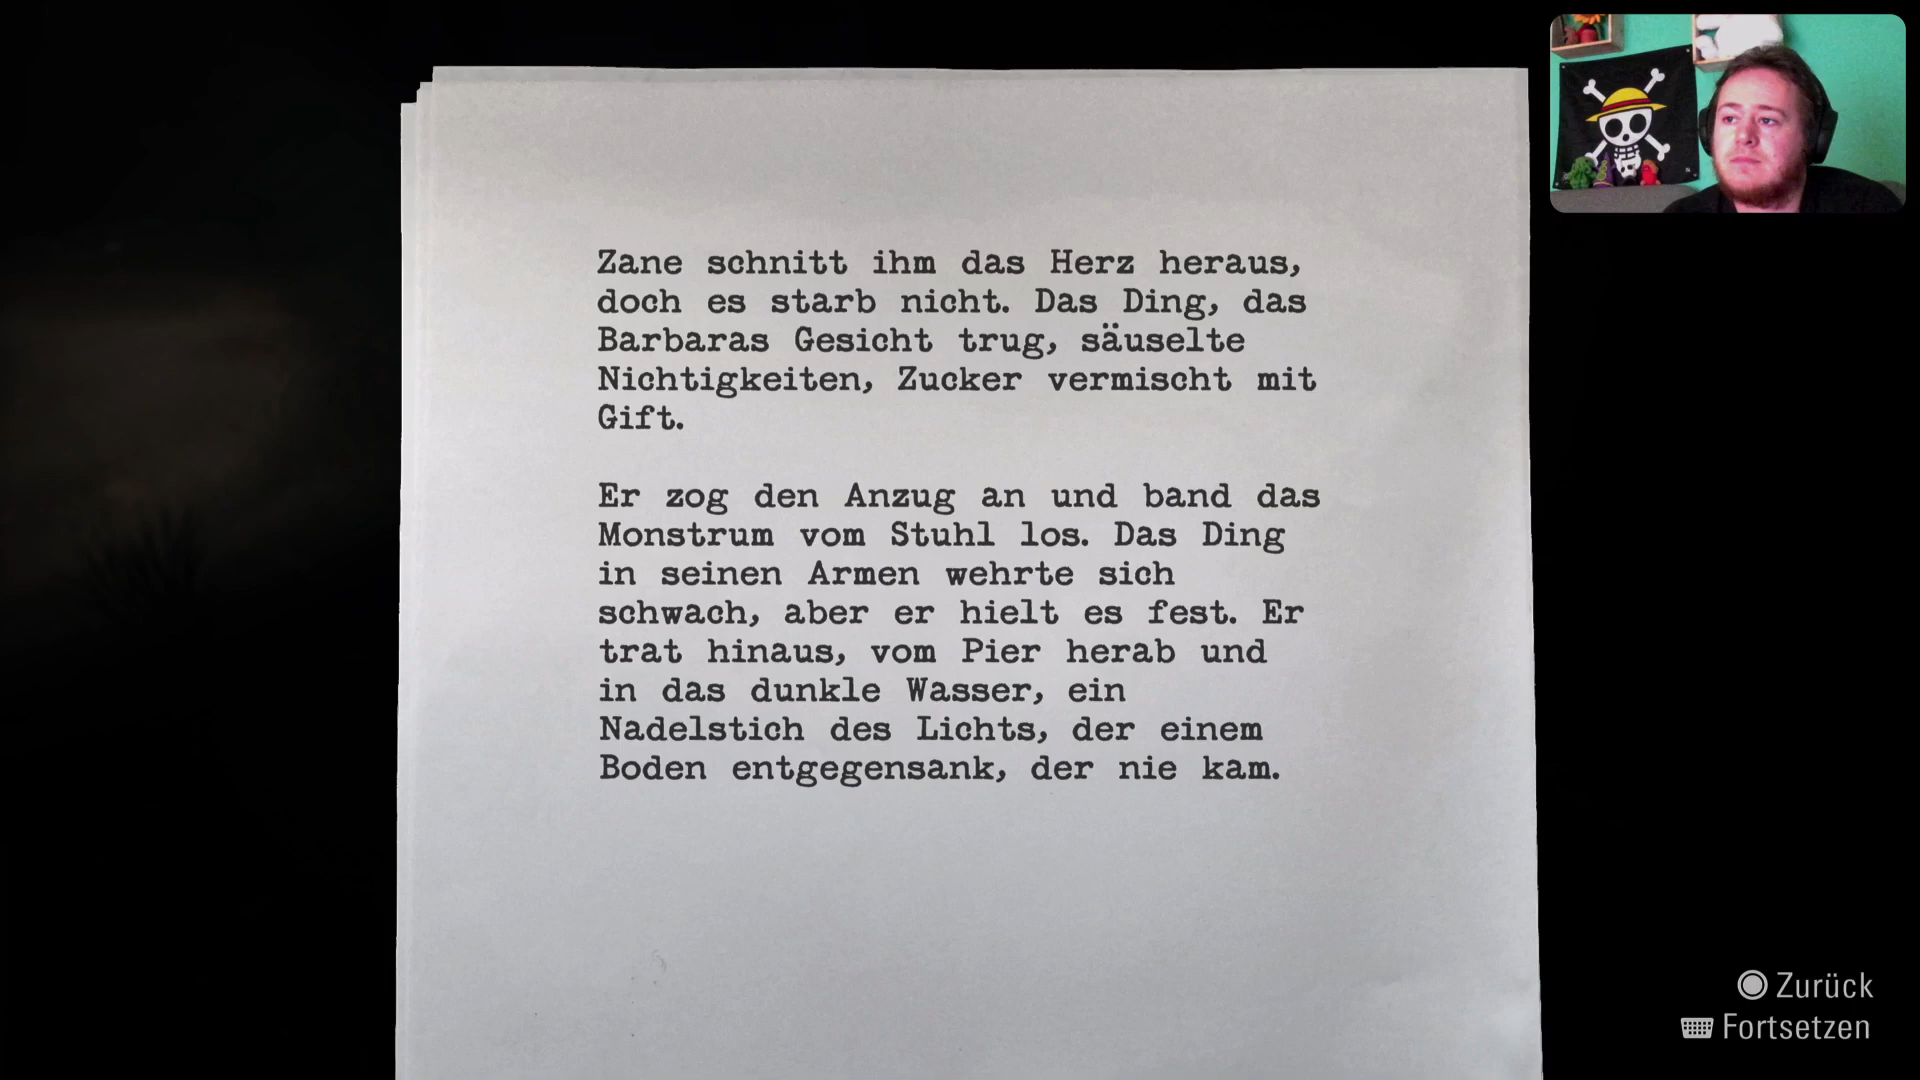 Zane schnitt ihm das Herz heraus,
doch es starb nicht. Das Ding, das
Barbaras Gesicht trug, säuselte
Nichtigkeiten, Zucker vermischt mit
Gift.
Er zog den Anzug an und band das
Monstrum vom Stuhl los. Das Ding
in seinen Armen wehrte sich
schwach, aber er hielt es fest. Er
trat hinaus, vom Pier herab und
in das dunkle Wasser, ein
Nadelstich des Lichts, der einem
Boden entgegensank, der nie kam.
Zurück
Fortsetzen